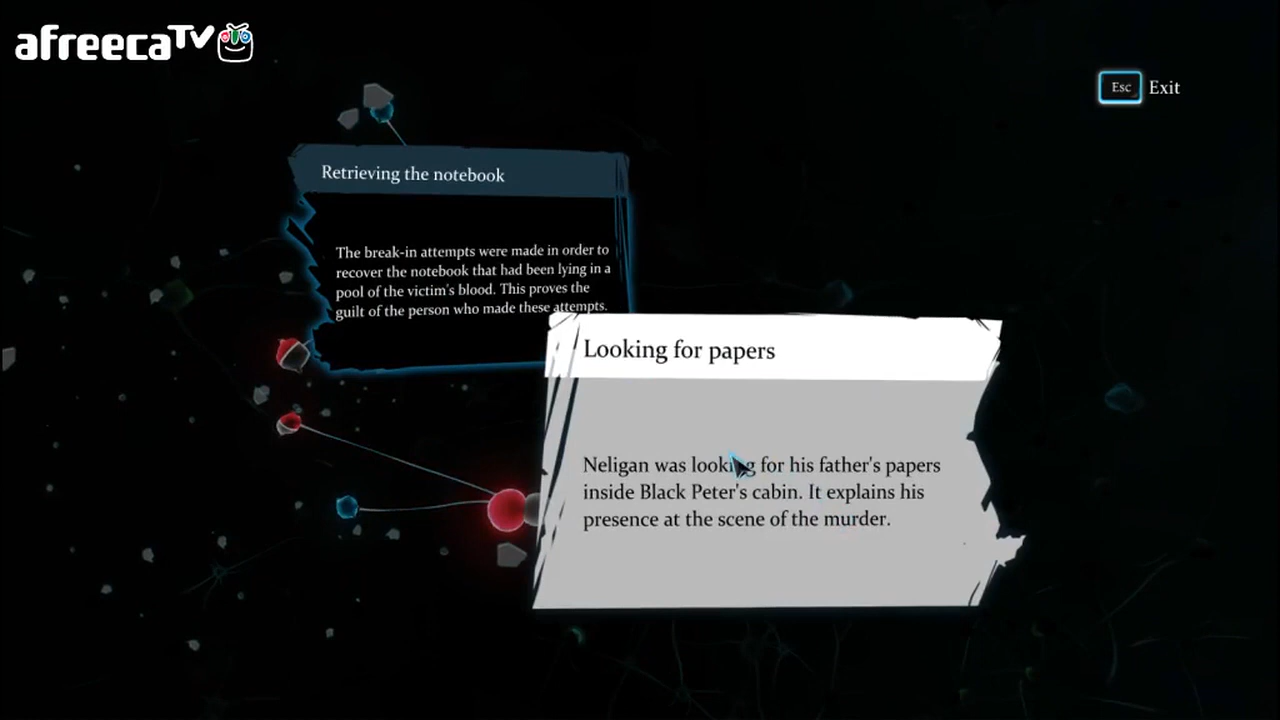 afreecaTV
Esc Exit
Retrieving the notebook
The break-in attempts were made in order to
recover the notebook that had been lying in a
pool of the victim's blood. This proves the
guilt of the person who made these attempts.
Looking for papers
Neligan was looking for his father's papers
inside Black Peter's cabin. It explains his
presence at the scene of the murder.